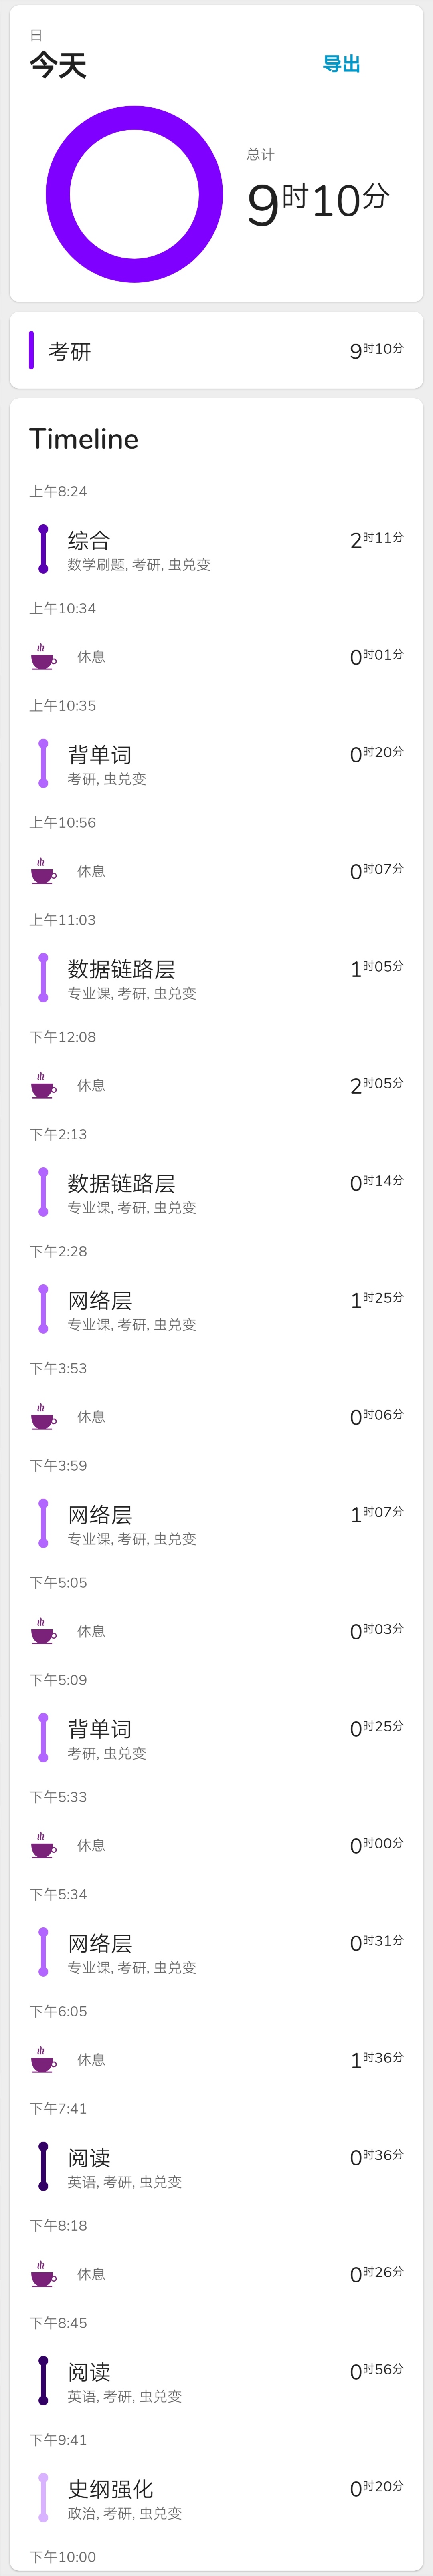 日
今天
导出
总计
9时10分
考研 9时10分
Timeline
上午8:24
综合 2时11分
数学刷题, 考研, 虫兑变
上午10:34
休息 0时01分
上午10:35
背单词 0时20分
考研, 虫兑变
上午10:56
休息 0时07分
上午11:03
数据链路层 1时05分
专业课, 考研, 虫兑变
下午12:08
休息 2时05分
下午2:13
数据链路层 0时14分
专业课, 考研, 虫兑变
下午2:28
网络层 1时25分
专业课, 考研, 虫兑变
下午3:53
休息 0时06分
下午3:59
网络层 1时07分
专业课, 考研, 虫兑变
下午5:05
休息 0时03分
下午5:09
背单词 0时25分
考研, 虫兑变
下午5:33
休息 0时00分
下午5:34
网络层 0时31分
专业课, 考研, 虫兑变
下午6:05
休息 1时36分
下午7:41
阅读 0时36分
英语, 考研, 虫兑变
下午8:18
休息 0时26分
下午8:45
阅读 0时56分
英语, 考研, 虫兑变
下午9:41
史纲强化 0时20分
政治, 考研, 虫兑变
下午10:00